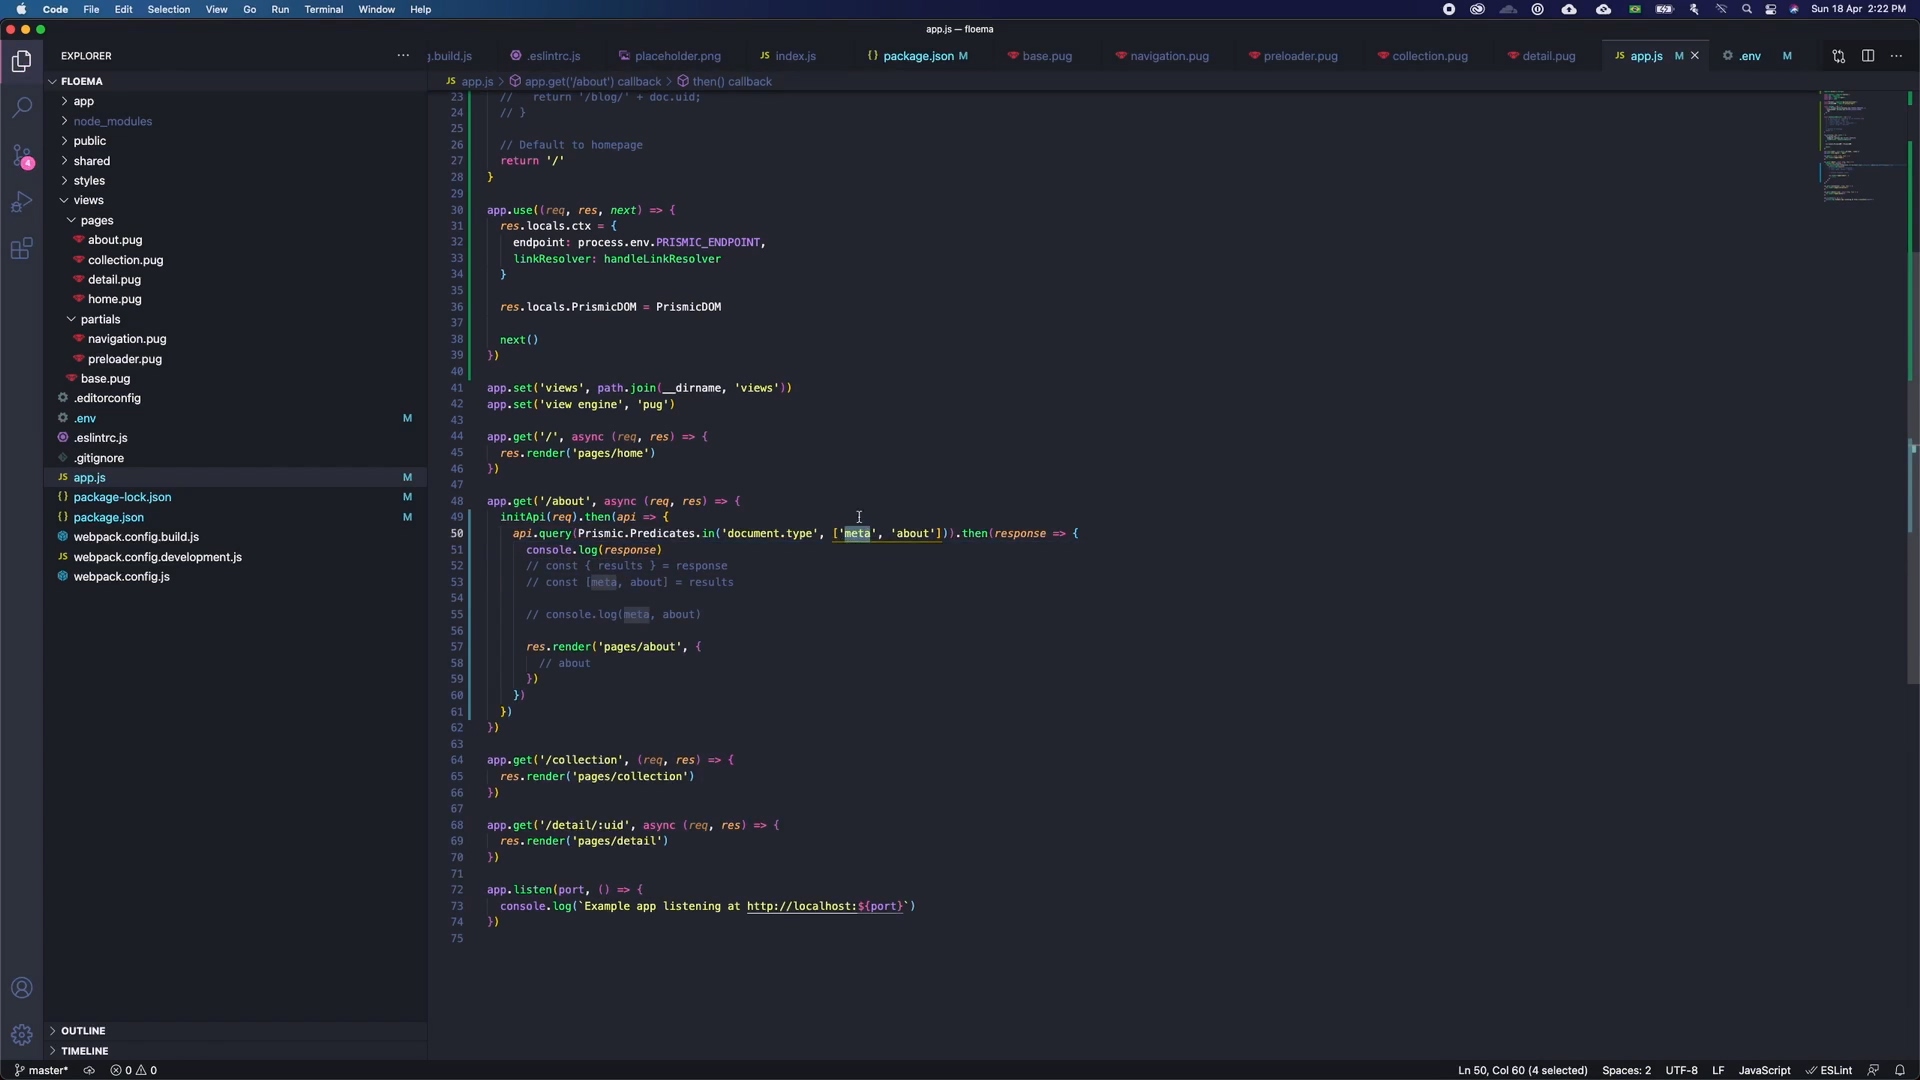 Code File Edit Selection View Go Run Terminal Window Help Sun 18 Apr 2:22 PM
app.js — floema
EXPLORER
g.build.js .eslintrc.js placeholder.png JS index.js {} package.json M base.pug navigation.pug preloader.pug collection.pug detail.pug JS app.js M .env M
JS app.js > app.get('/about') callback > then() callback
FLOEMA
app
node_modules
public
shared
styles
views
pages
about.pug
collection.pug
detail.pug
home.pug
partials
navigation.pug
preloader.pug
base.pug
.editorconfig
.env M
.eslintrc.js
.gitignore
JS app.js M
{} package-lock.json M
{} package.json M
webpack.config.build.js
JS webpack.config.development.js
webpack.config.js
OUTLINE
TIMELINE
4
23 //   return '/blog/' + doc.uid;
24 // }
25
26 // Default to homepage
27 return '/'
28 }
29
30 app.use((req, res, next) => {
31 res.locals.ctx = {
32 endpoint: process.env.PRISMIC_ENDPOINT,
33 linkResolver: handleLinkResolver
34 }
35
36 res.locals.PrismicDOM = PrismicDOM
37
38 next()
39 })
40
41 app.set('views', path.join(__dirname, 'views'))
42 app.set('view engine', 'pug')
43
44 app.get('/', async (req, res) => {
45 res.render('pages/home')
46 })
47
48 app.get('/about', async (req, res) => {
49 initApi(req).then(api => {
50 api.query(Prismic.Predicates.in('document.type', ['meta', 'about'])).then(response => {
51 console.log(response)
52 // const { results } = response
53 // const [meta, about] = results
54
55 // console.log(meta, about)
56
57 res.render('pages/about', {
58 // about
59 })
60 })
61 })
62 })
63
64 app.get('/collection', (req, res) => {
65 res.render('pages/collection')
66 })
67
68 app.get('/detail/:uid', async (req, res) => {
69 res.render('pages/detail')
70 })
71
72 app.listen(port, () => {
73 console.log(`Example app listening at http://localhost:${port}`)
74 })
75
master* 0 0 Ln 50, Col 60 (4 selected) Spaces: 2 UTF-8 LF JavaScript ESLint